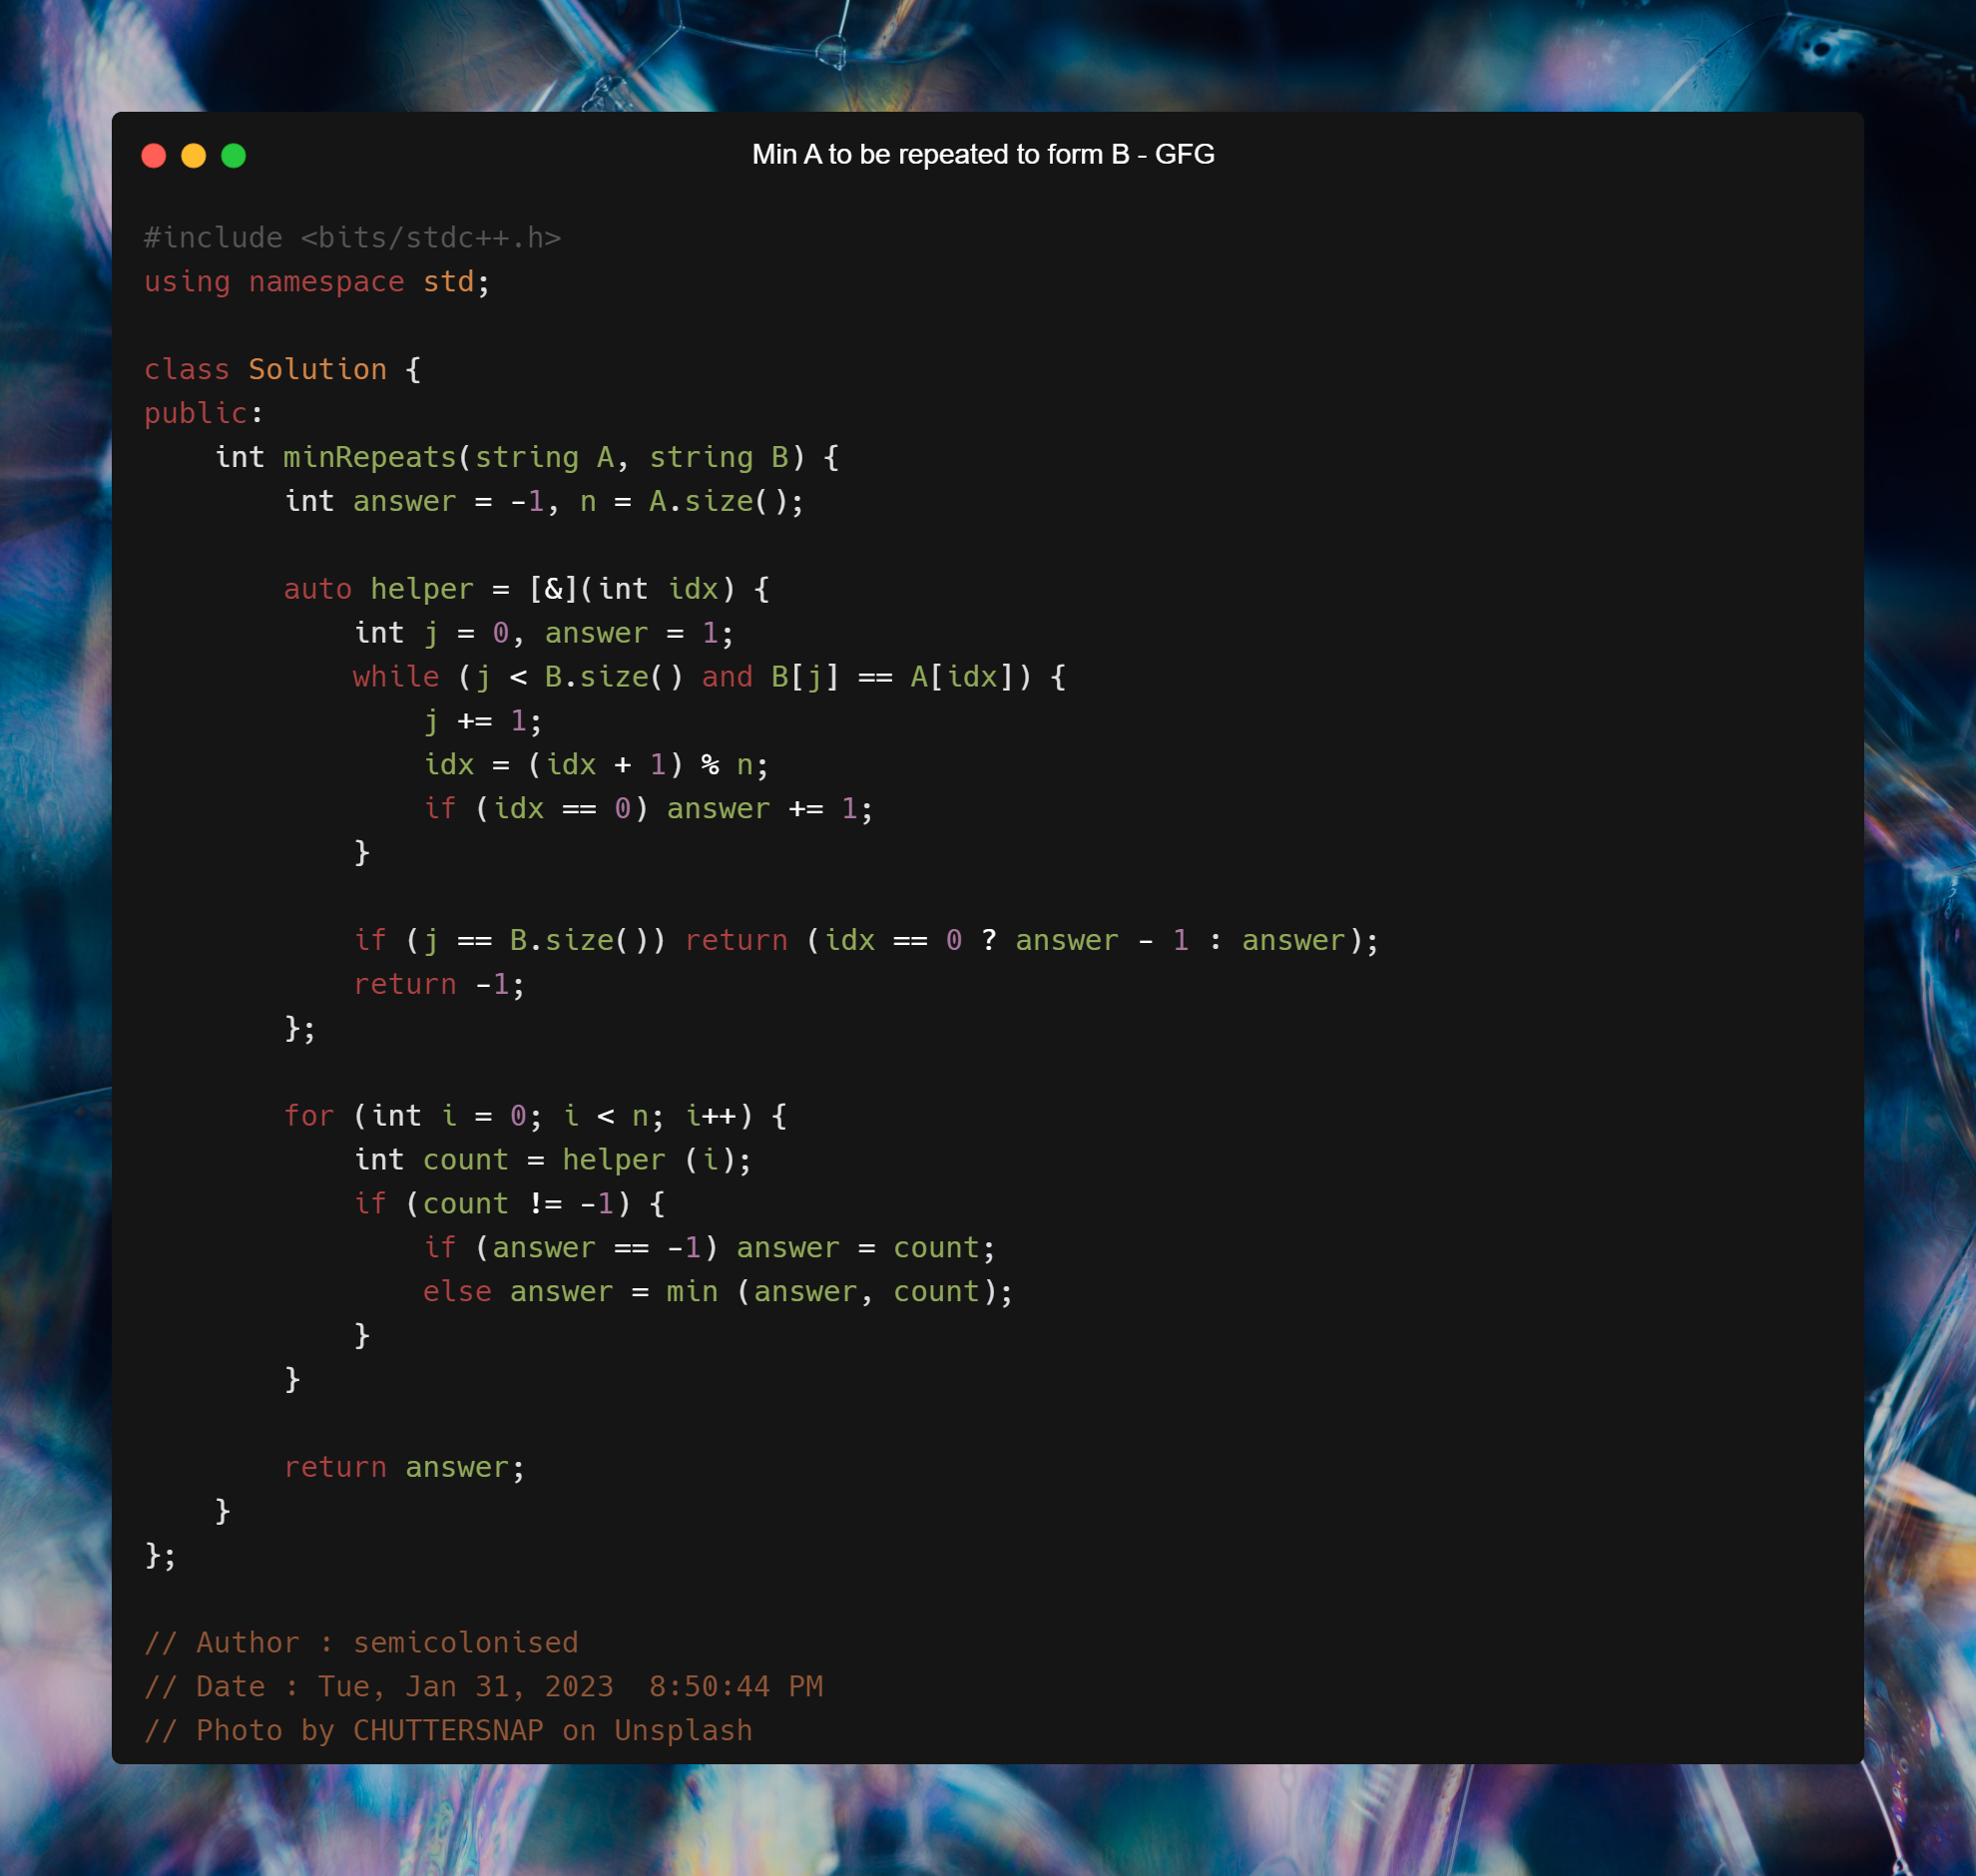 Min A to be repeated to form B - GFG
#include <bits/stdc++.h>
using namespace std;
class Solution {
public:
    int minRepeats(string A, string B) {
        int answer = -1, n = A.size();
        auto helper = [&](int idx) {
            int j = 0, answer = 1;
            while (j < B.size() and B[j] == A[idx]) {
                j += 1;
                idx = (idx + 1) % n;
                if (idx == 0) answer += 1;
            }
            if (j == B.size()) return (idx == 0 ? answer - 1 : answer);
            return -1;
        };
        for (int i = 0; i < n; i++) {
            int count = helper (i);
            if (count != -1) {
                if (answer == -1) answer = count;
                else answer = min (answer, count);
            }
        }
        return answer;
    }
};
// Author : semicolonised
// Date : Tue, Jan 31, 2023  8:50:44 PM
// Photo by CHUTTERSNAP on Unsplash